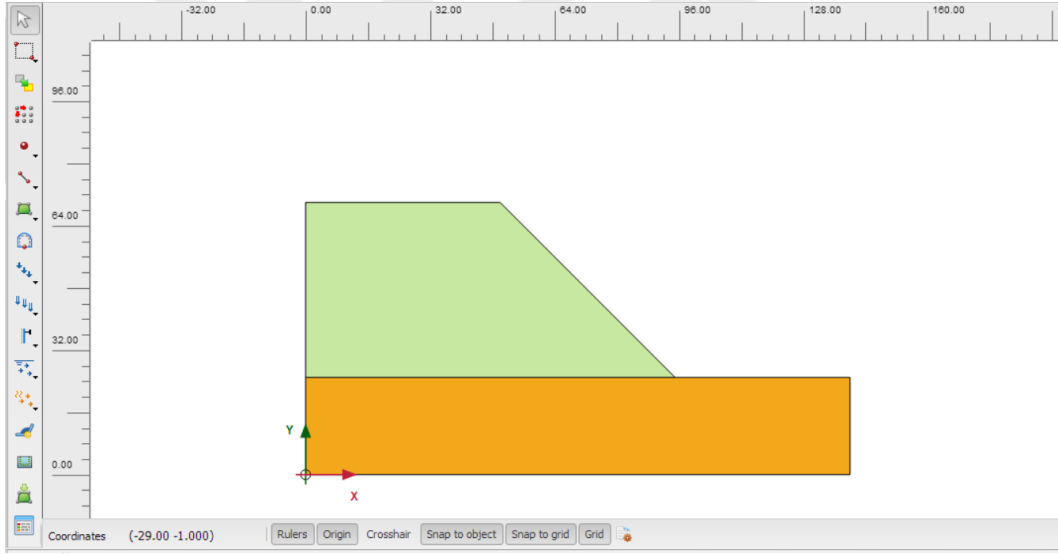 -32.00 0.00 32.00 64.00 96.00 128.00 160.00
96.00
64.00
32.00
Y
0.00
X
Coordinates (-29.00 -1.000) Rulers Origin Crosshair Snap to object Snap to grid Grid